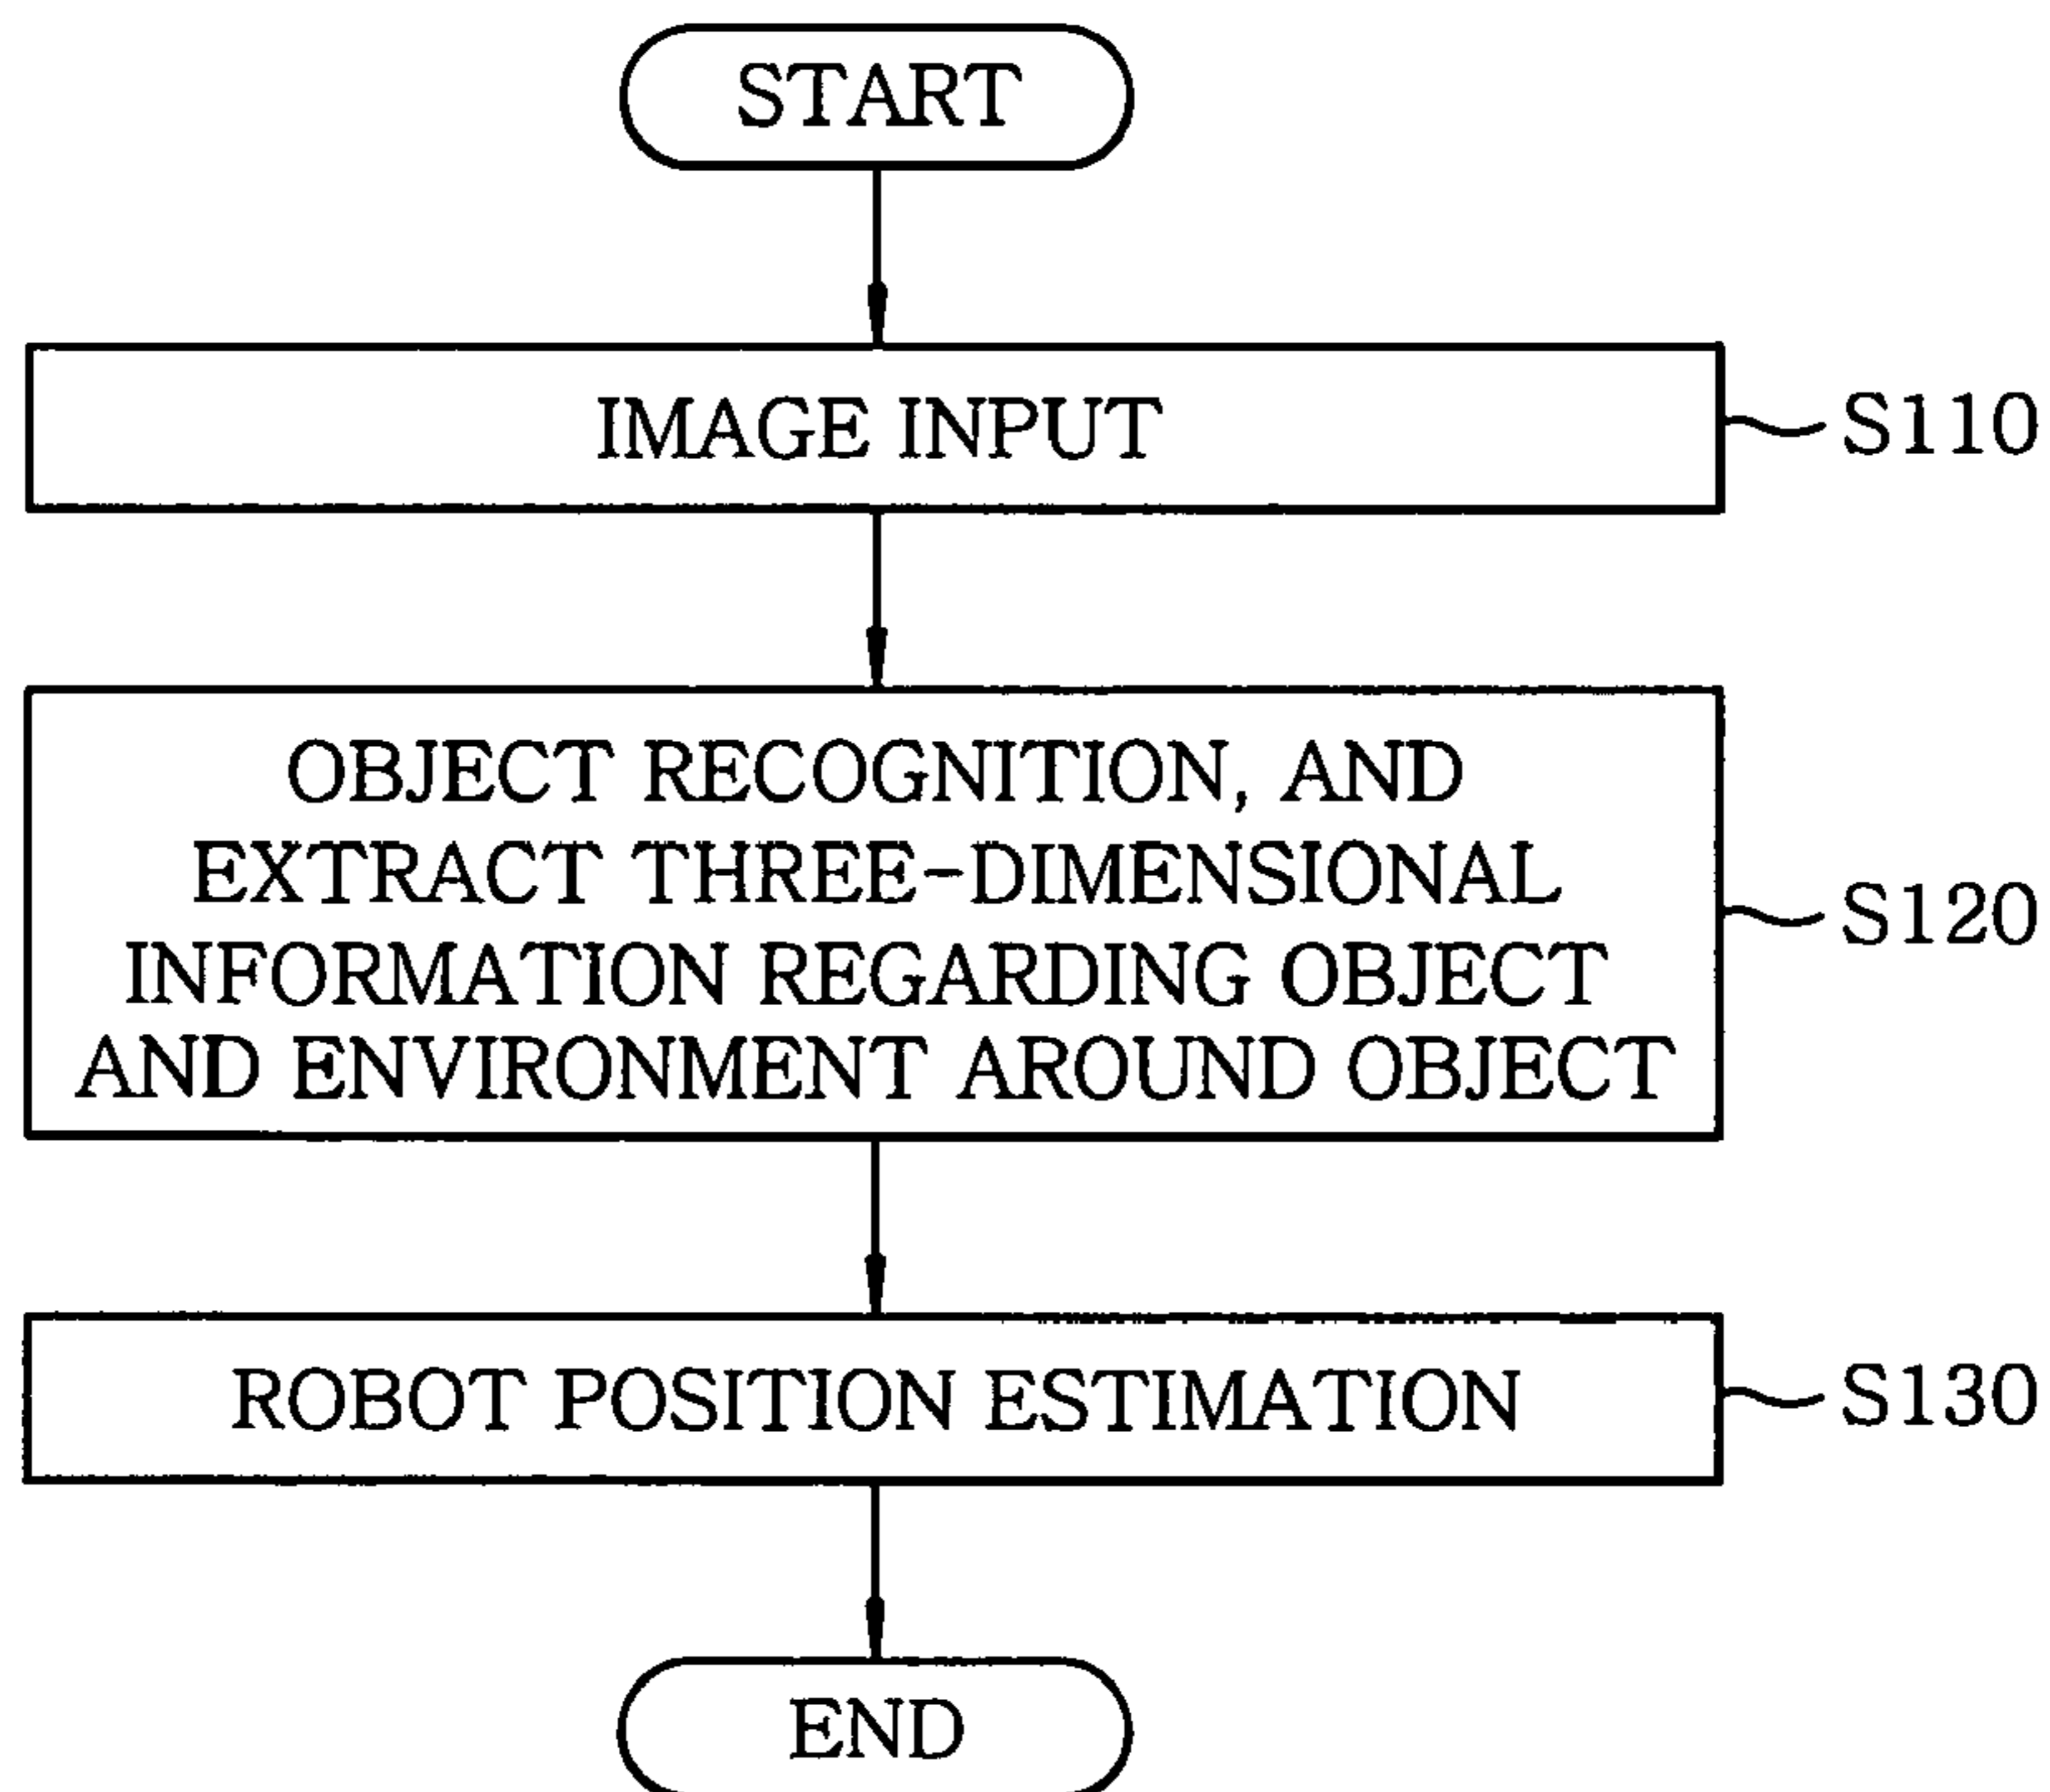 START
IMAGE INPUT
S110
OBJECT RECOGNITION, AND
EXTRACT THREE-DIMENSIONAL
INFORMATION REGARDING OBJECT
AND ENVIRONMENT AROUND OBJECT
S120
ROBOT POSITION ESTIMATION
S130
END